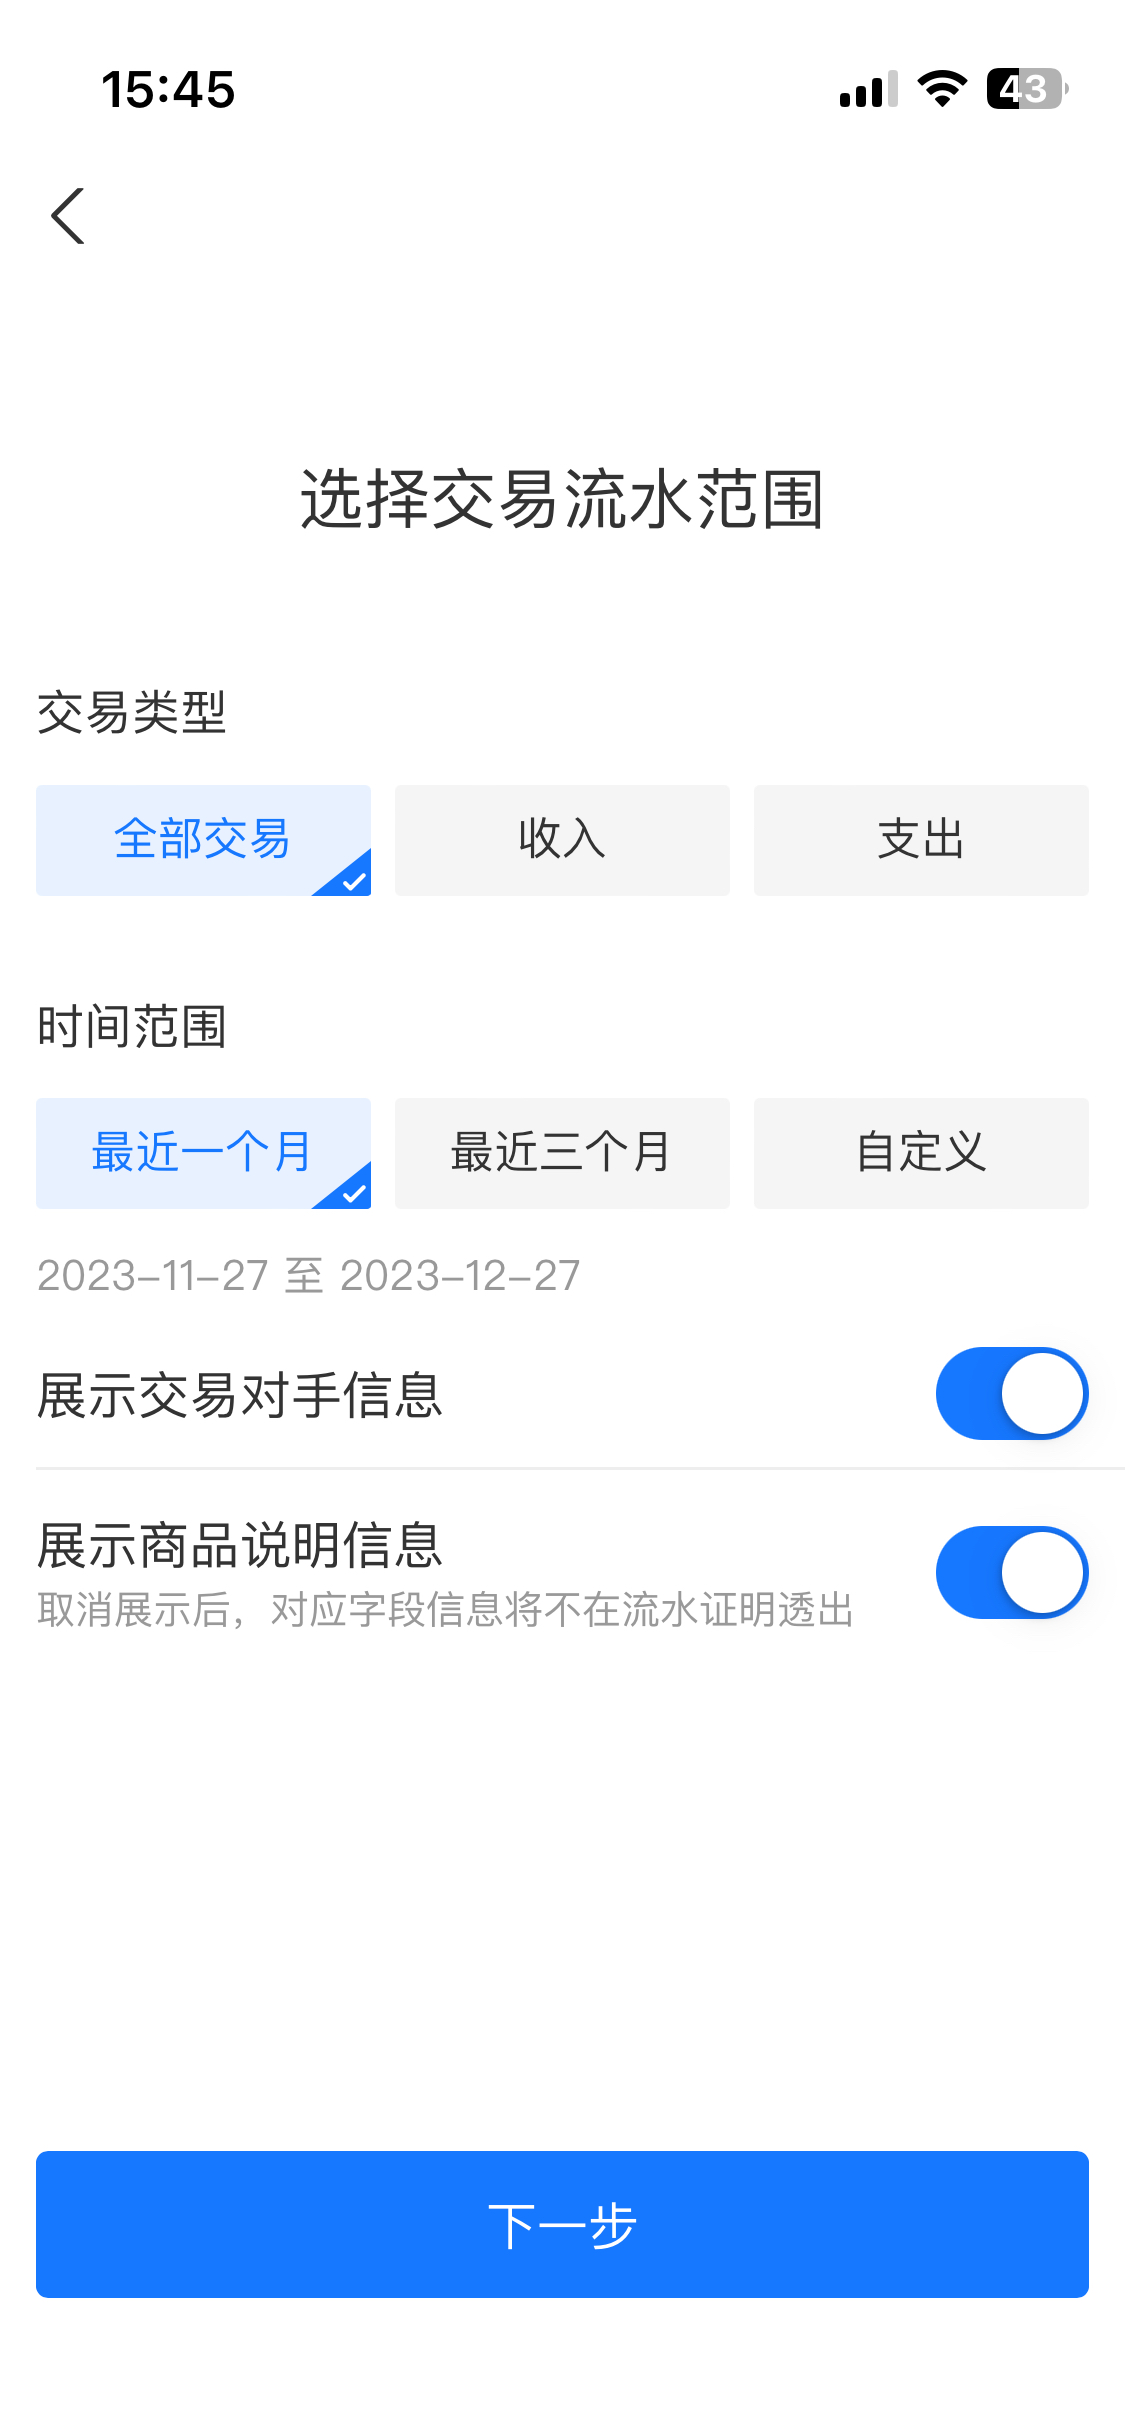 15:45
43
选择交易流水范围
交易类型
全部交易
收入
支出
时间范围
最近一个月
最近三个月
自定义
2023-11-27 至 2023-12-27
展示交易对手信息
展示商品说明信息
取消展示后，对应字段信息将不在流水证明透出
下一步